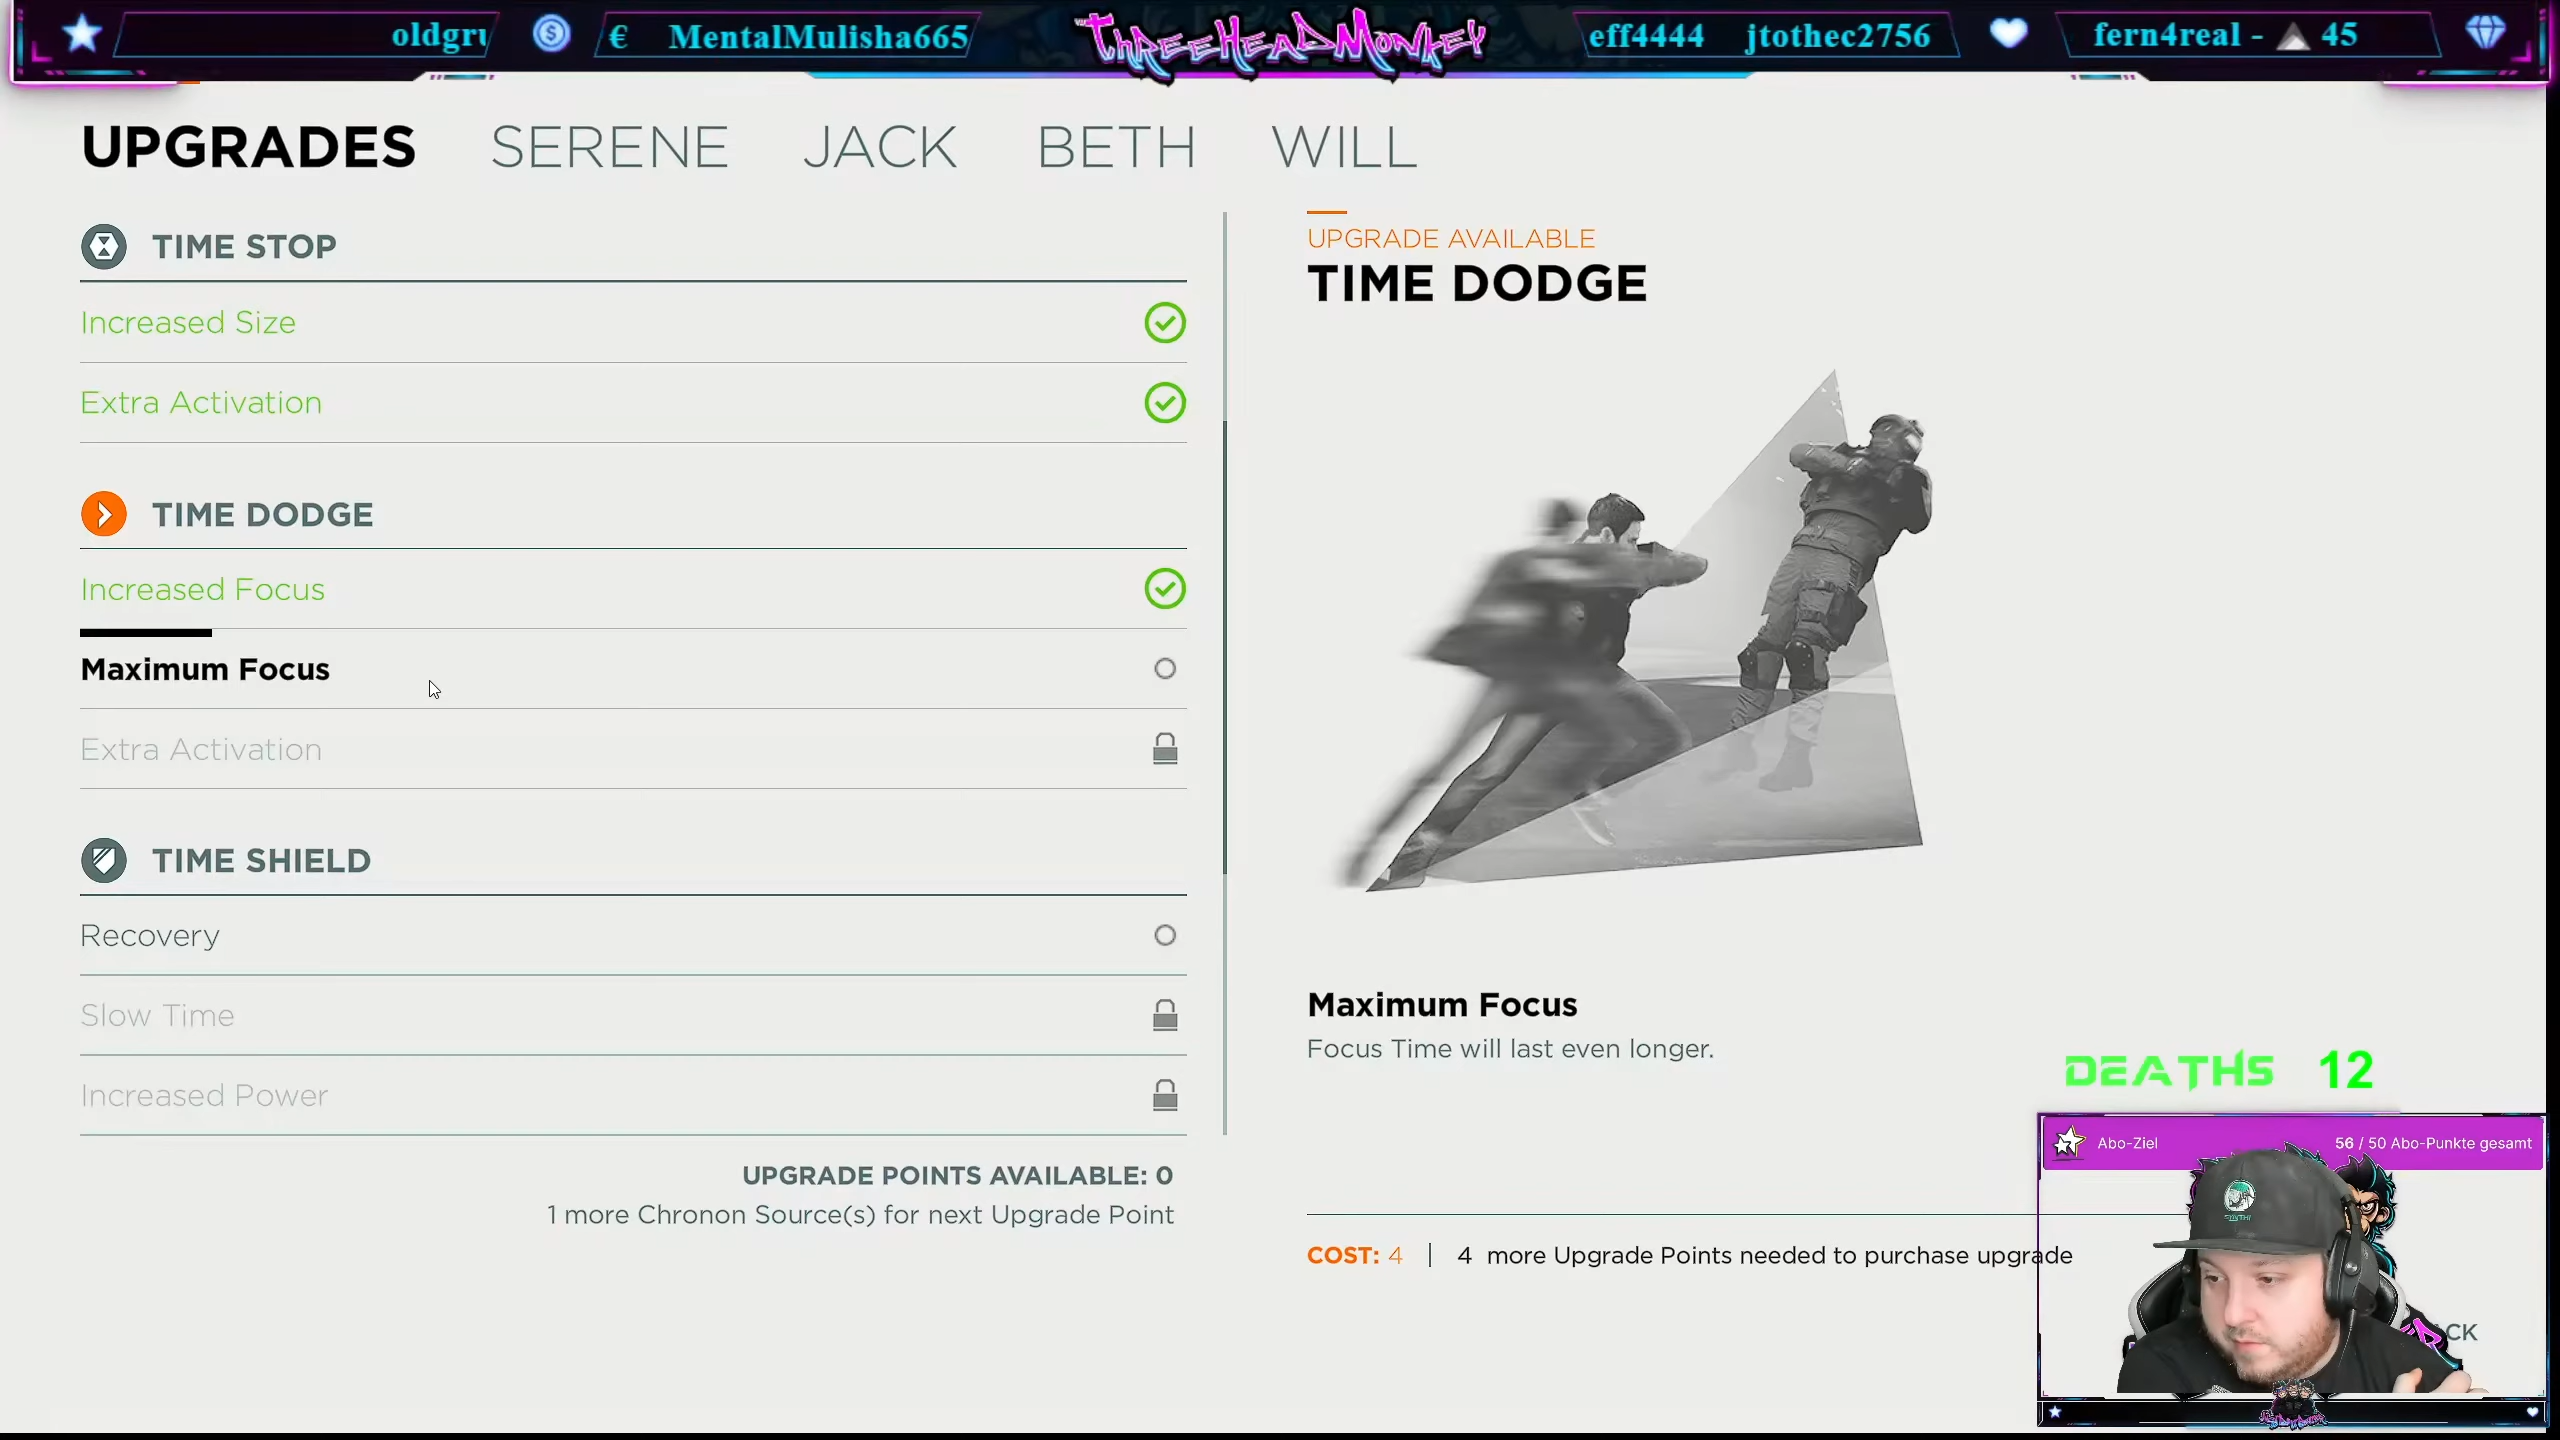 oldgru
€ MentalMulisha665
THREEHEADMONKEY
eff4444 jtothec2756
fern4real - 45
UPGRADES SERENE JACK BETH WILL
TIME STOP
Increased Size
Extra Activation
TIME DODGE
Increased Focus
Maximum Focus
Extra Activation
TIME SHIELD
Recovery
Slow Time
Increased Power
UPGRADE POINTS AVAILABLE: 0
1 more Chronon Source(s) for next Upgrade Point
UPGRADE AVAILABLE
TIME DODGE
Maximum Focus
Focus Time will last even longer.
COST: 4 | 4 more Upgrade Points needed to purchase upgrade
DEATHS 12
Abo-Ziel 56 / 50 Abo-Punkte gesamt
CK